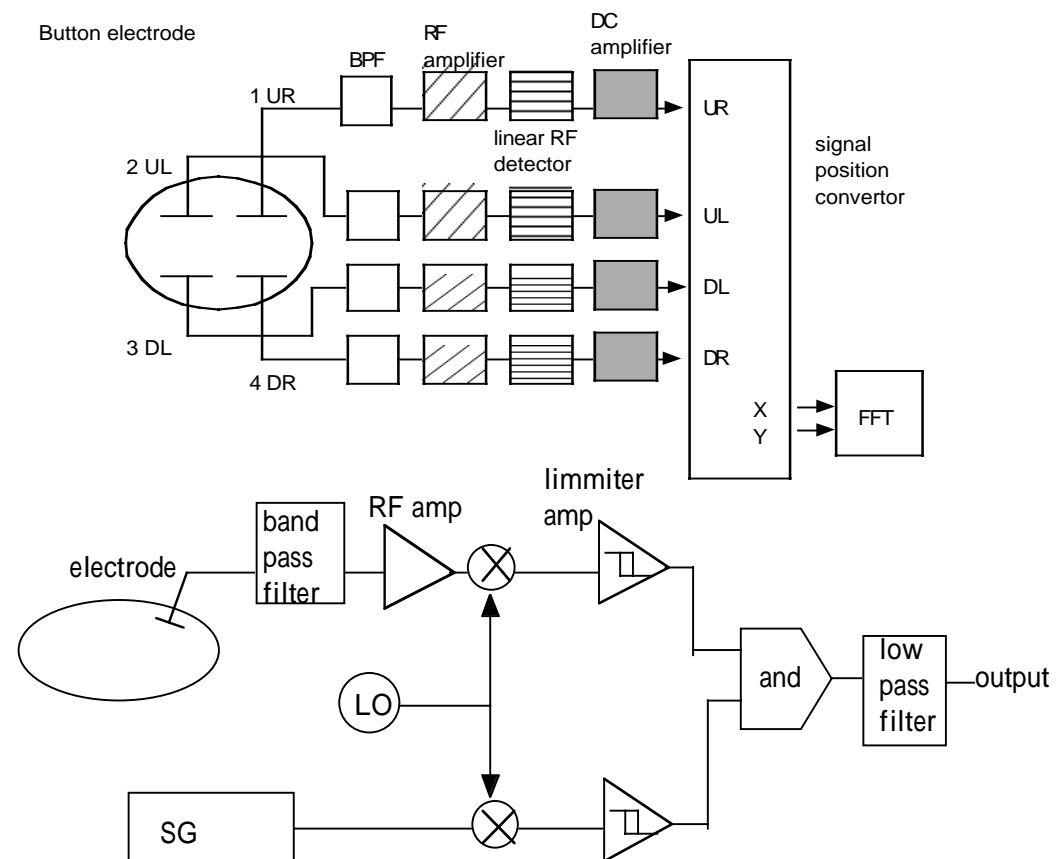 Button electrode
BPF
RF
amplifier
DC
amplifier
1 UR
UR
linear RF
detector
signal
position
convertor
2 UL
UL
DL
3 DL
4 DR
DR
X
Y
FFT
electrode
band
pass
filter
RF amp
limmiter
amp
LO
and
low
pass
filter
output
SG